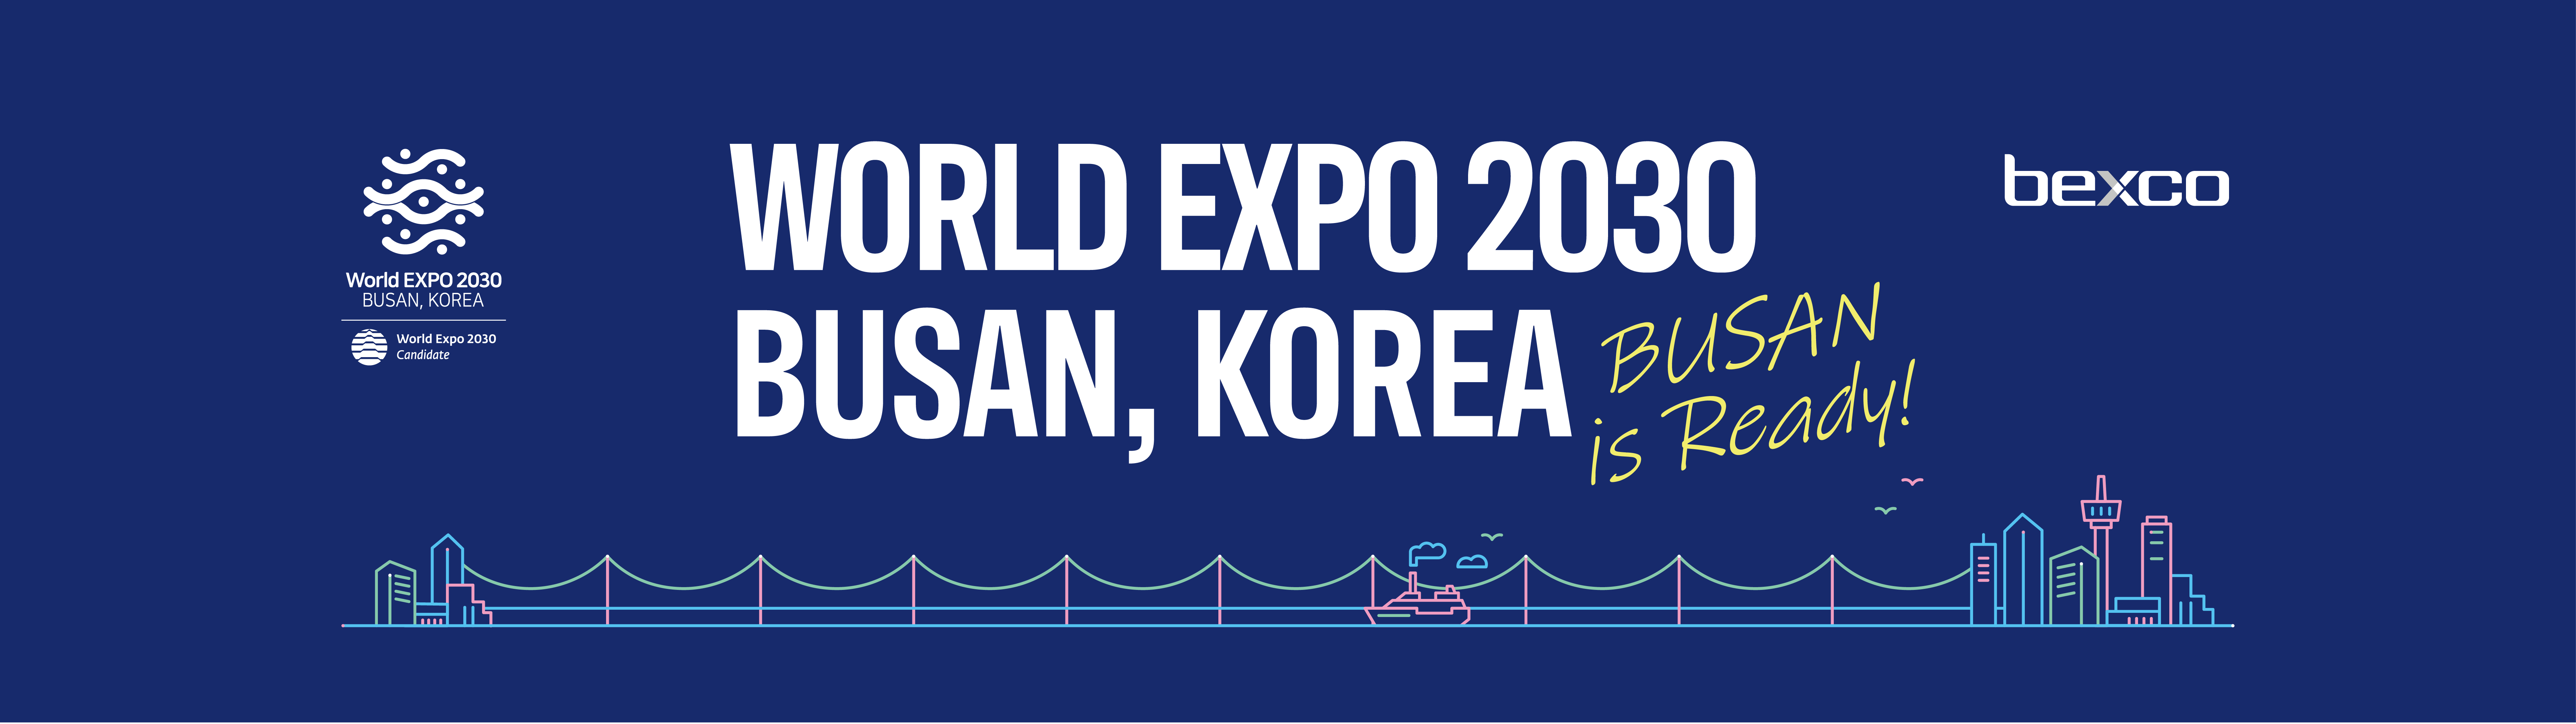 World EXPO 2030
BUSAN, KOREA
World Expo 2030
Candidate
WORLD EXPO 2030
BUSAN, KOREA
BUSAN
is Ready!
bexco